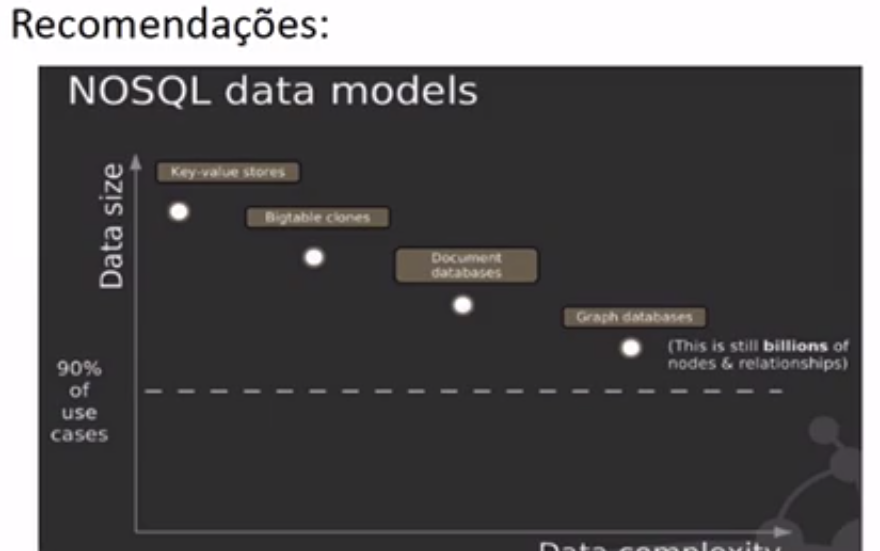 Recomendações:
NOSQL data models
Data size
Key-value stores
Bigtable clones
Document
databases
Graph databases
(This is still billions of
nodes & relationships)
90%
of
use
cases
Data complexity